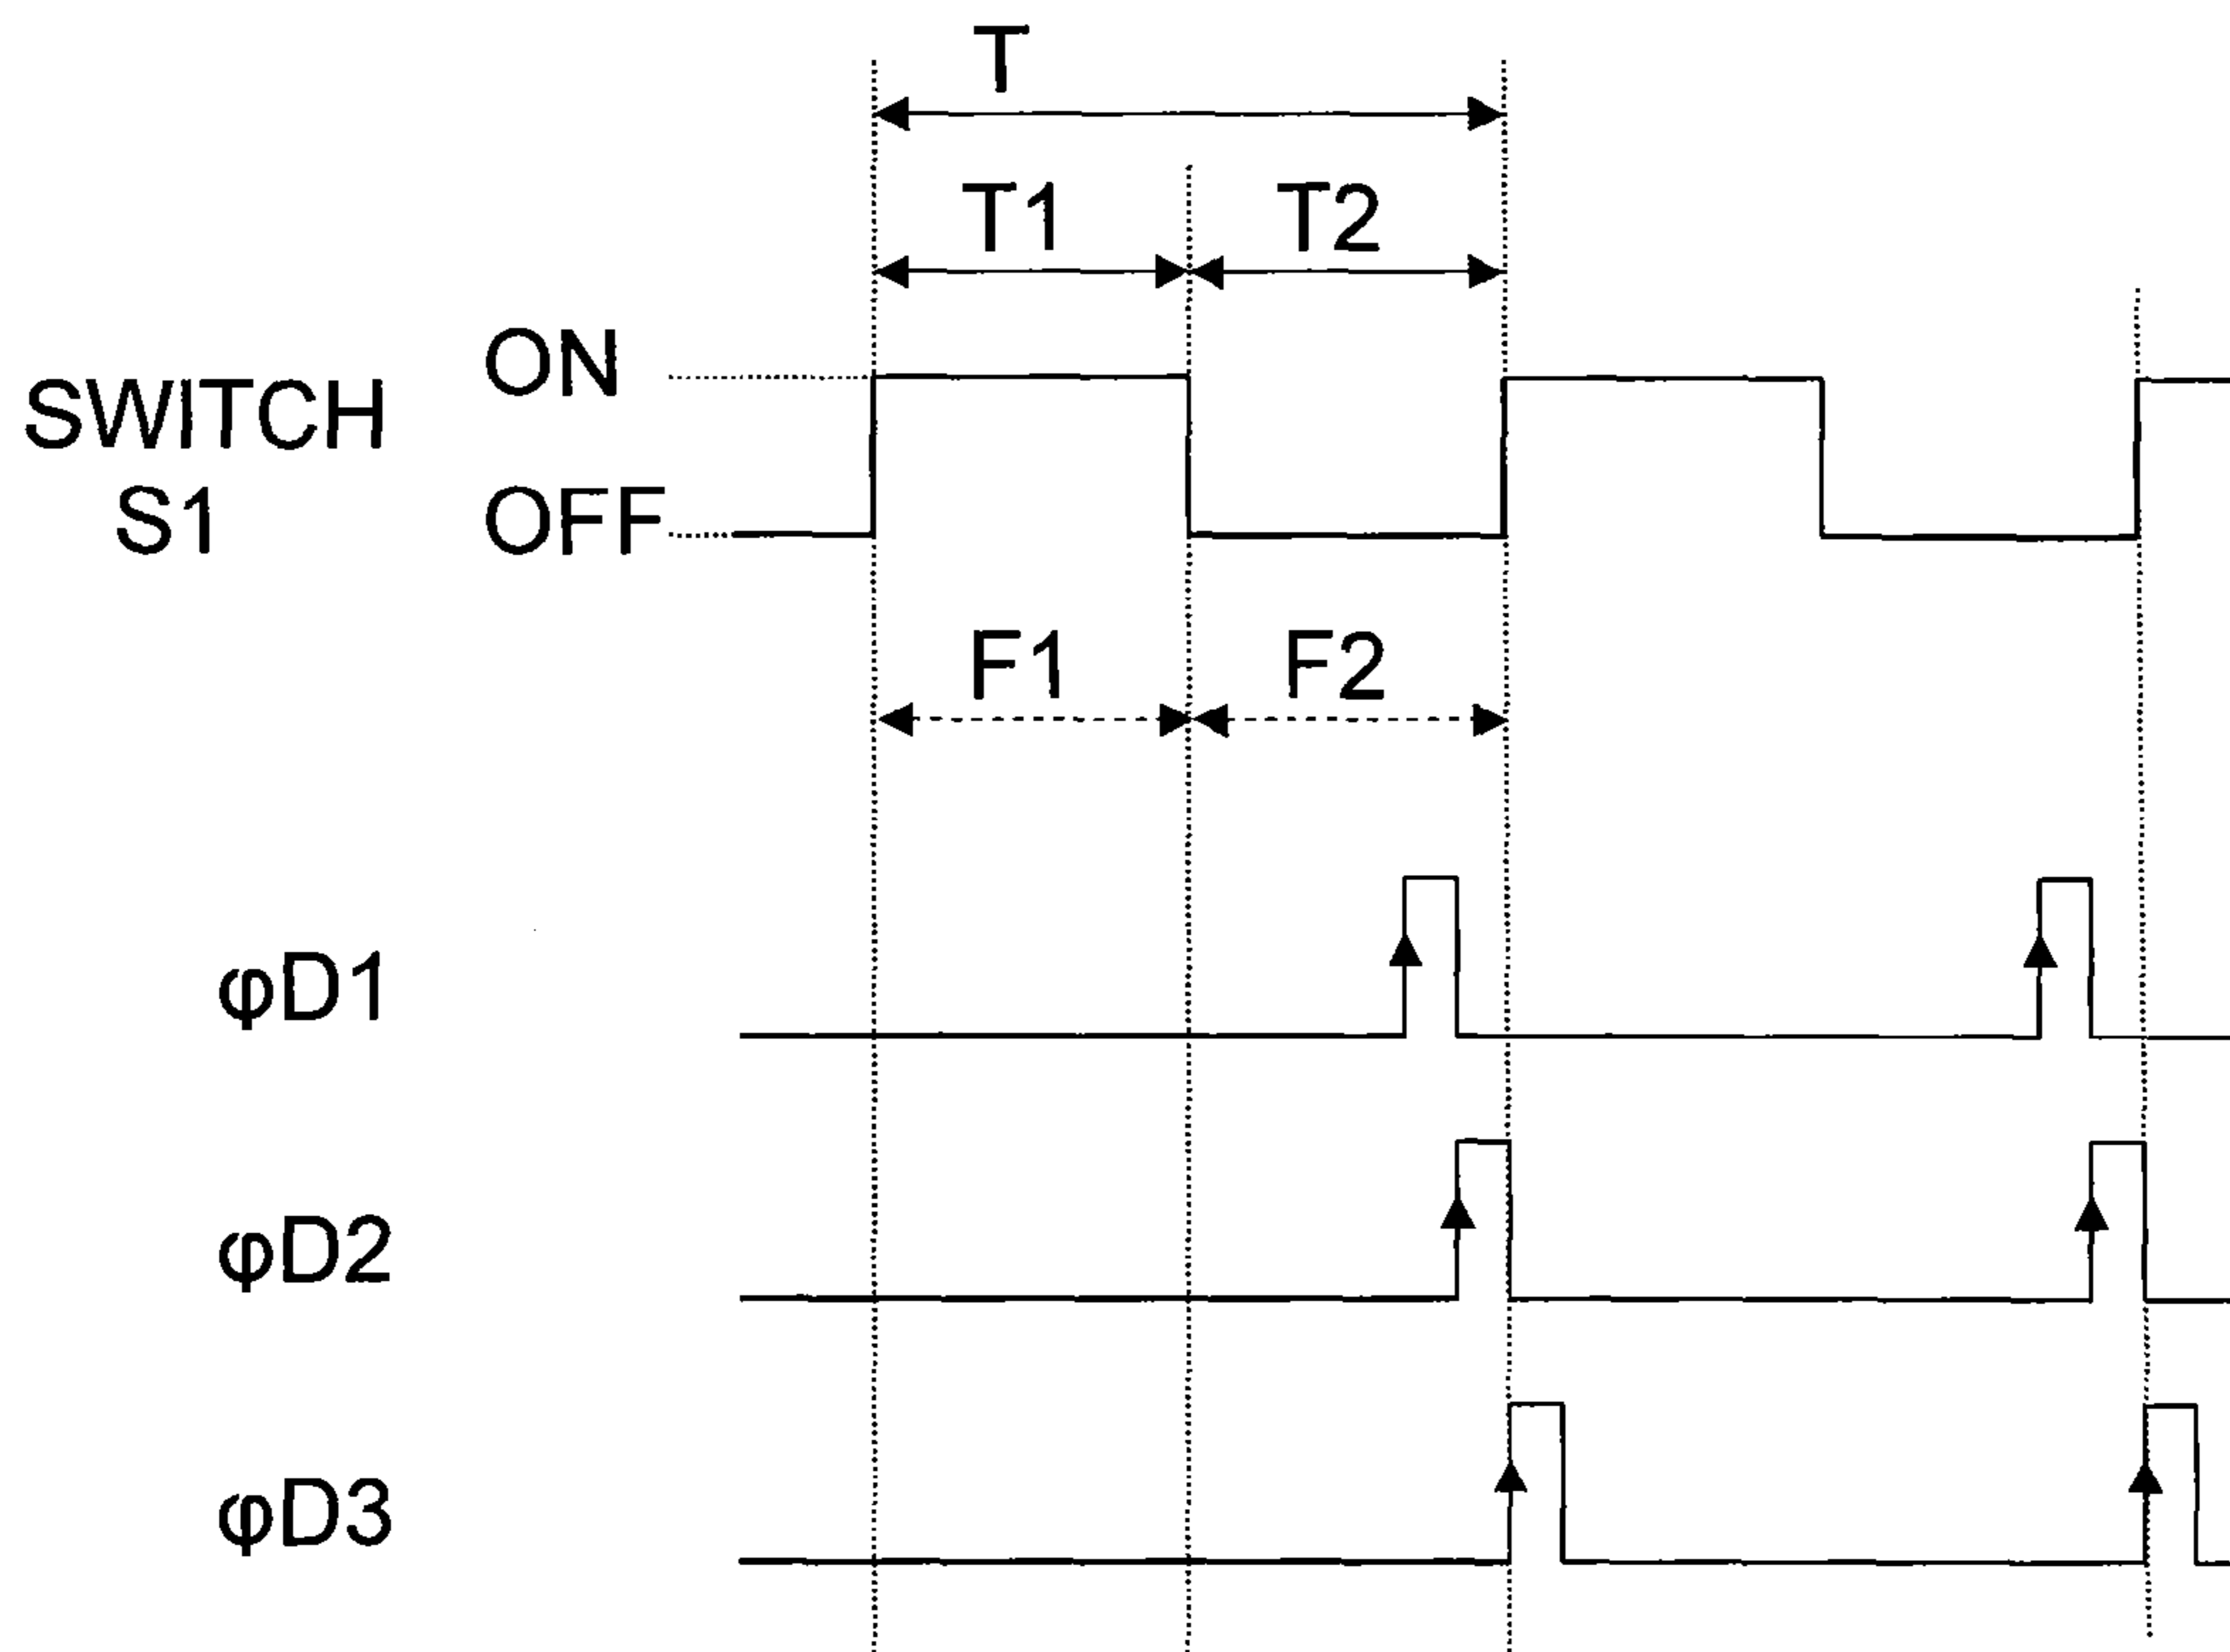 T
T1 T2
SWITCH
S1
ON
OFF
F1 F2
φD1
φD2
φD3